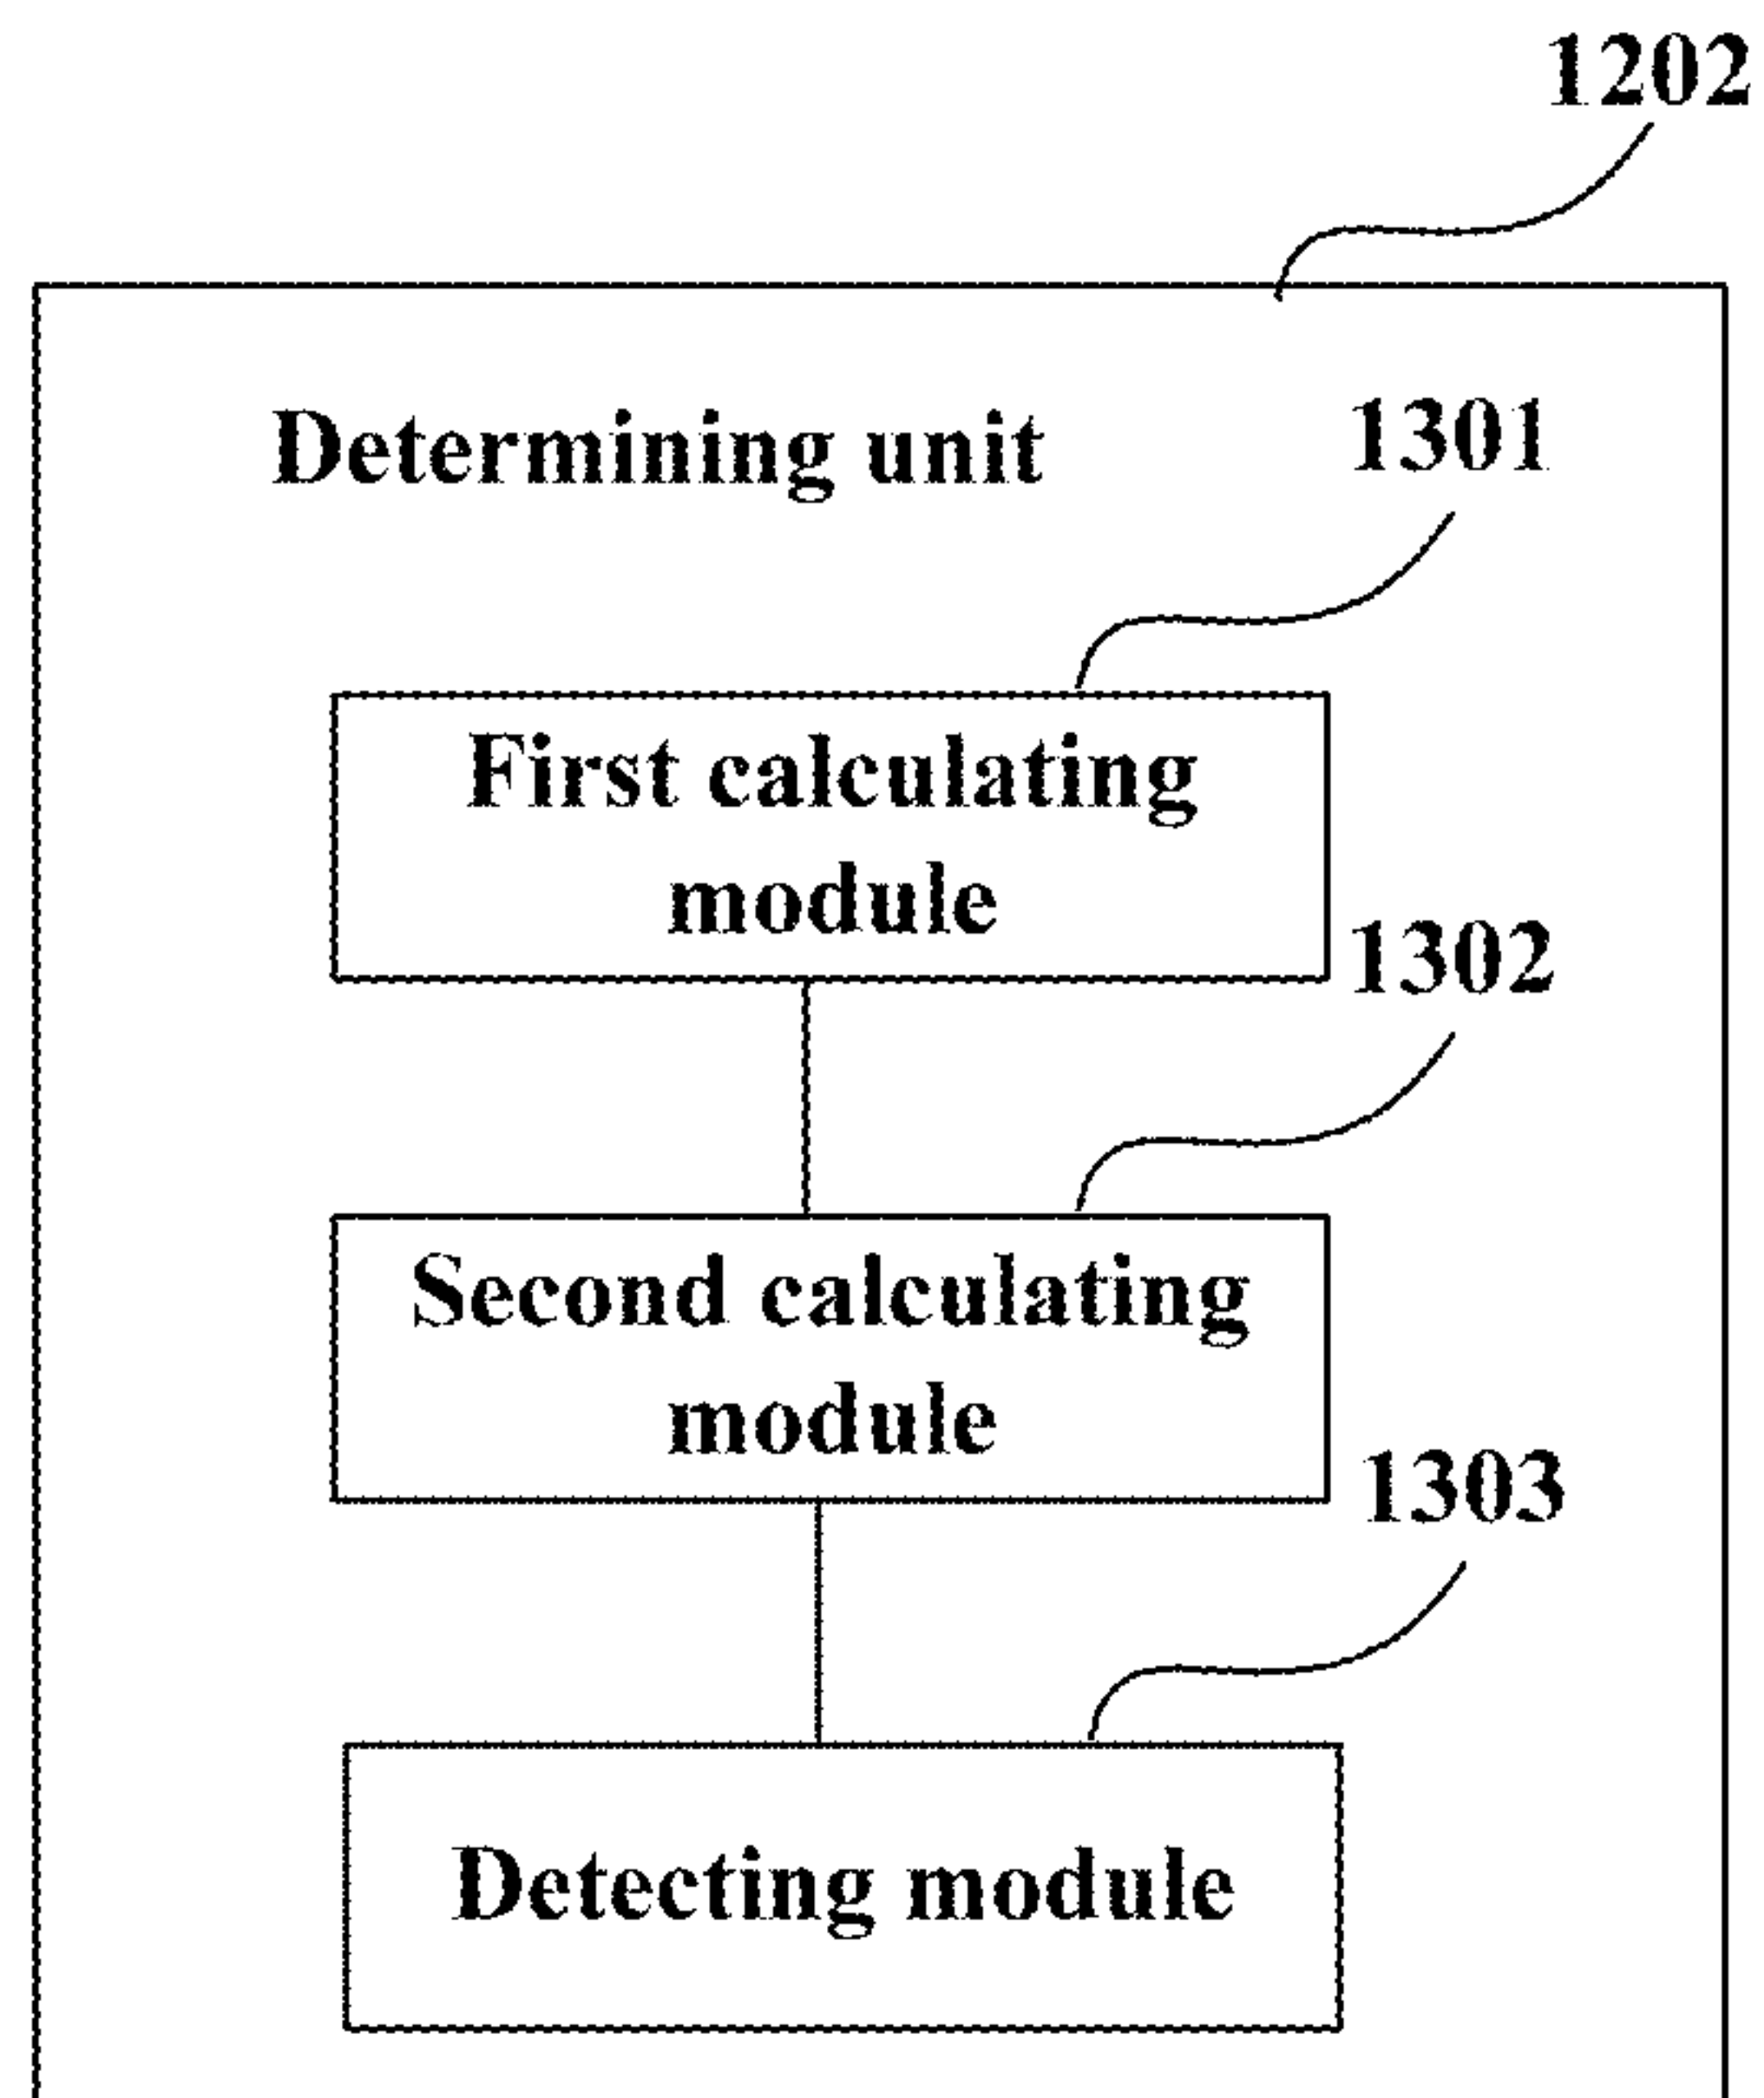 1202
Determining unit
1301
First calculating
module
1302
Second calculating
module
1303
Detecting module